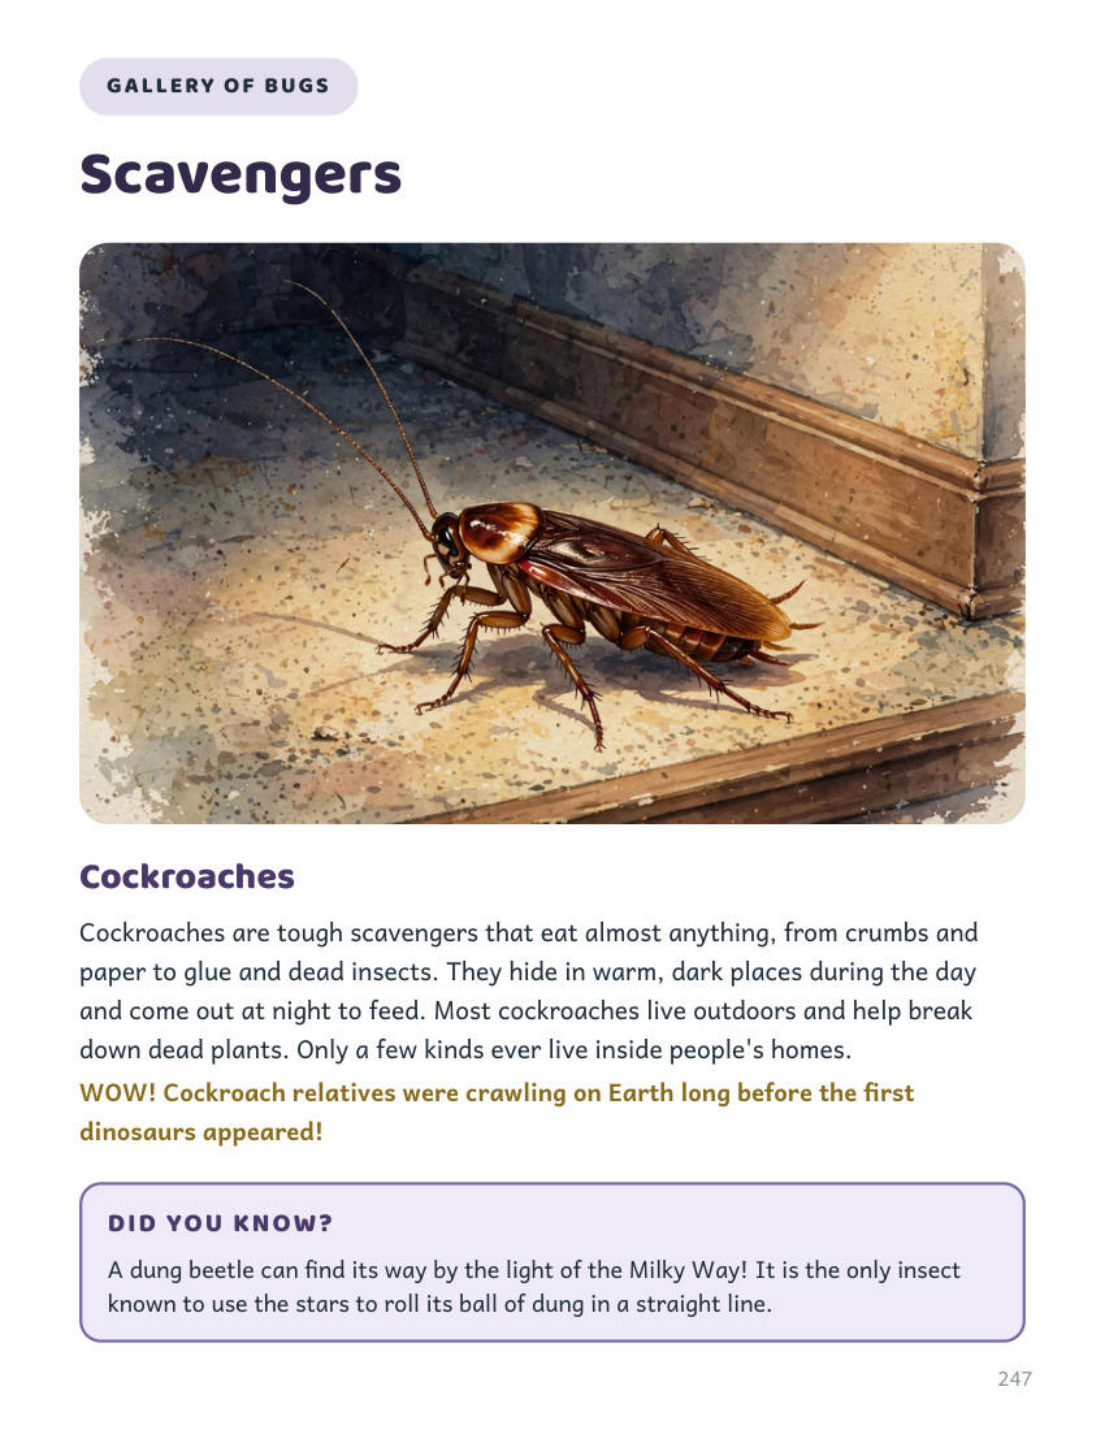 GALLERY OF BUGS
Scavengers
Cockroaches
Cockroaches are tough scavengers that eat almost anything, from crumbs and
paper to glue and dead insects. They hide in warm, dark places during the day
and come out at night to feed. Most cockroaches live outdoors and help break
down dead plants. Only a few kinds ever live inside people's homes.
WOW! Cockroach relatives were crawling on Earth long before the first
dinosaurs appeared!
DID YOU KNOW?
A dung beetle can find its way by the light of the Milky Way! It is the only insect
known to use the stars to roll its ball of dung in a straight line.
247